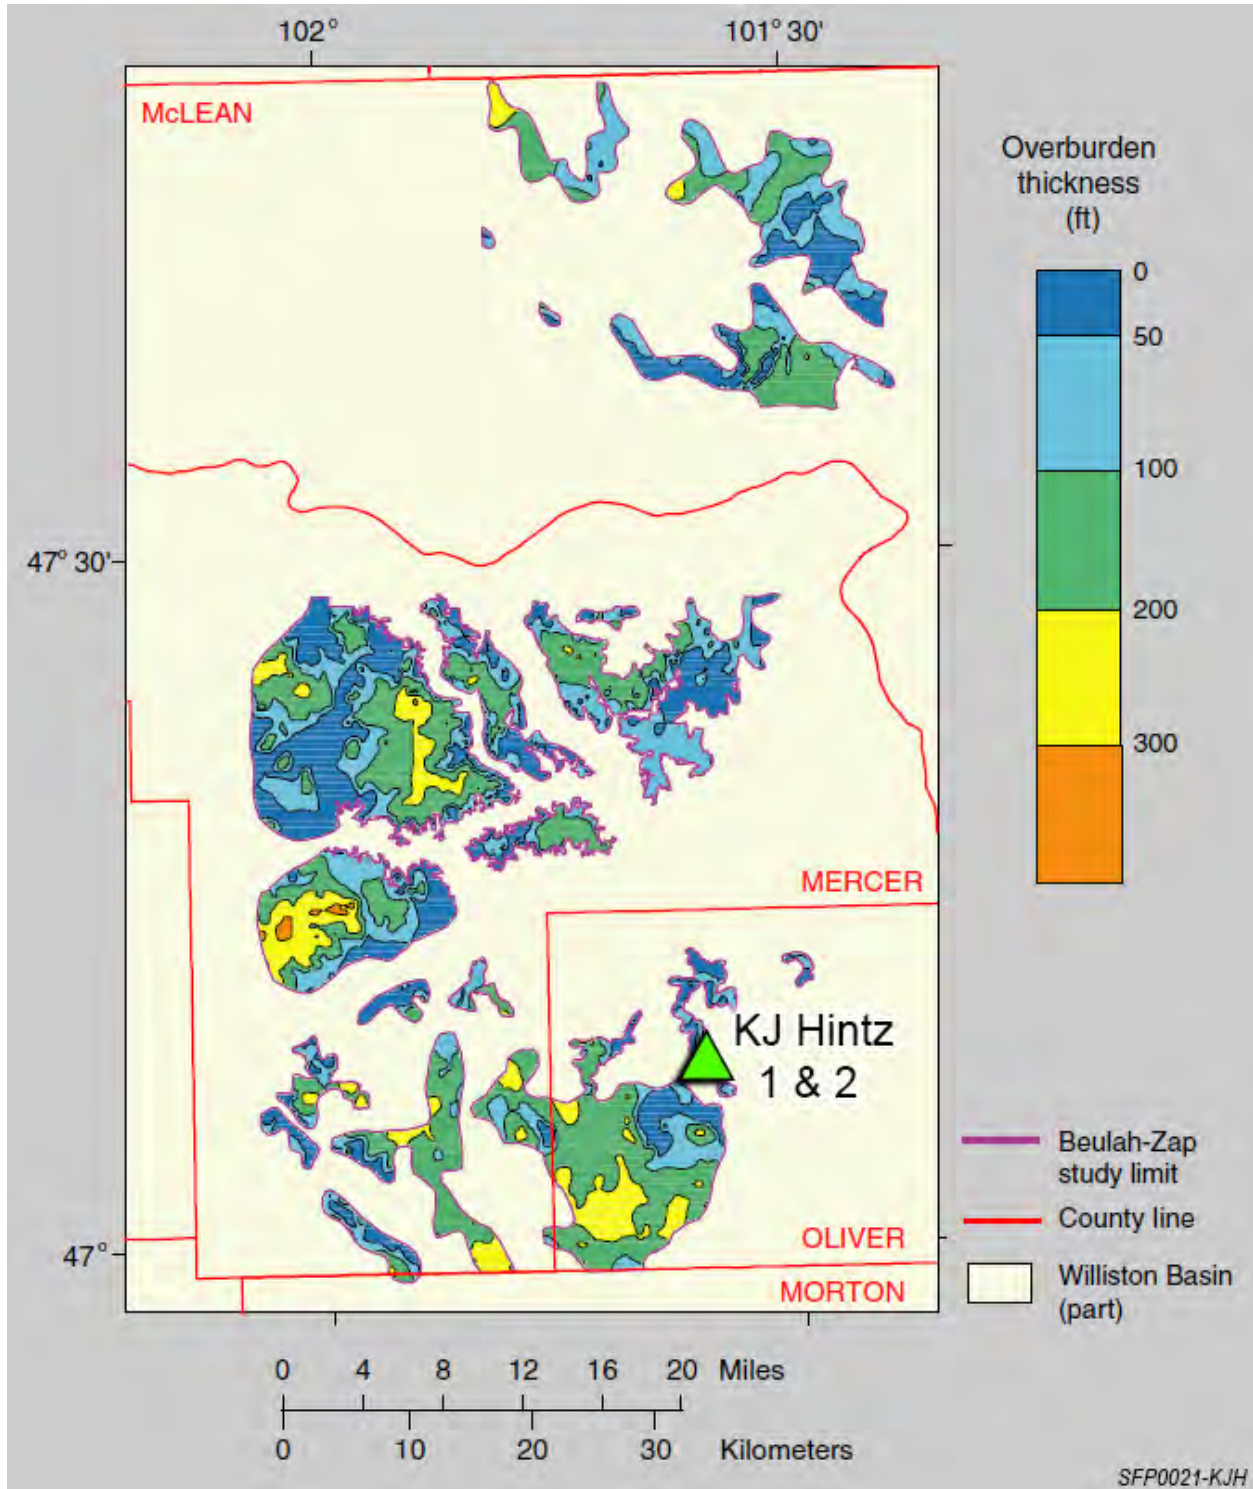 102°
101° 30'
McLEAN
Overburden
thickness
(ft)
0
50
100
200
300
47° 30'
MERCER
KJ Hintz
1 & 2
Beulah-Zap
study limit
County line
OLIVER
47°
Williston Basin
(part)
MORTON
0 4 8 12 16 20 Miles
0 10 20 30 Kilometers
SFP0021-KJH